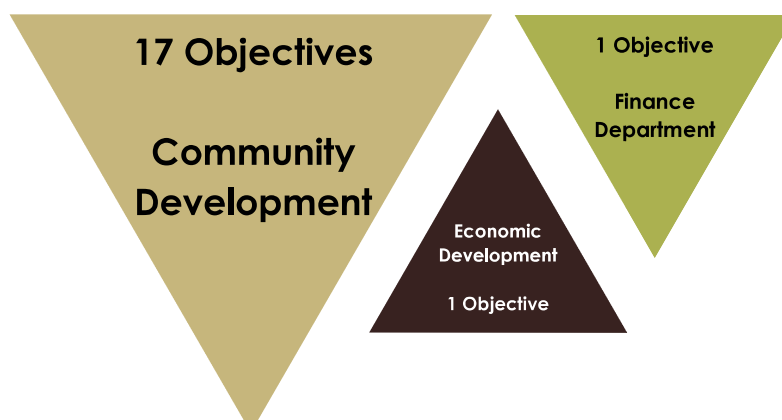 17 Objectives
Community
Development
1 Objective
Finance
Department
Economic
Development
1 Objective